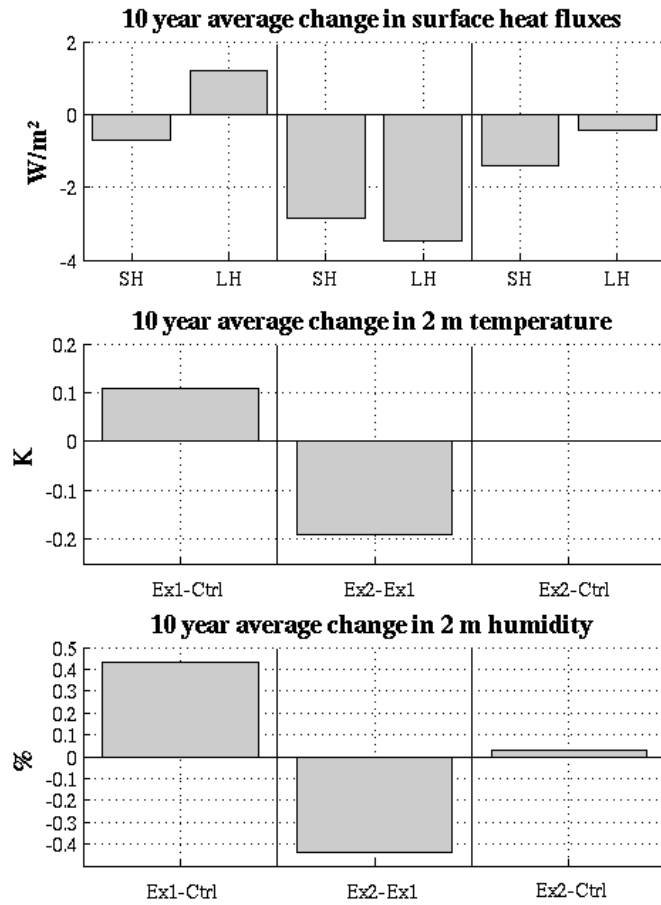 10 year average change in surface heat fluxes
W/m²
2
0
-2
-4
SH LH SH LH SH LH
10 year average change in 2 m temperature
K
0.2
0.1
0
-0.1
-0.2
Ex1-Ctrl Ex2-Ex1 Ex2-Ctrl
10 year average change in 2 m humidity
%
0.5
0.4
0.3
0.2
0.1
0
-0.1
-0.2
-0.3
-0.4
Ex1-Ctrl Ex2-Ex1 Ex2-Ctrl